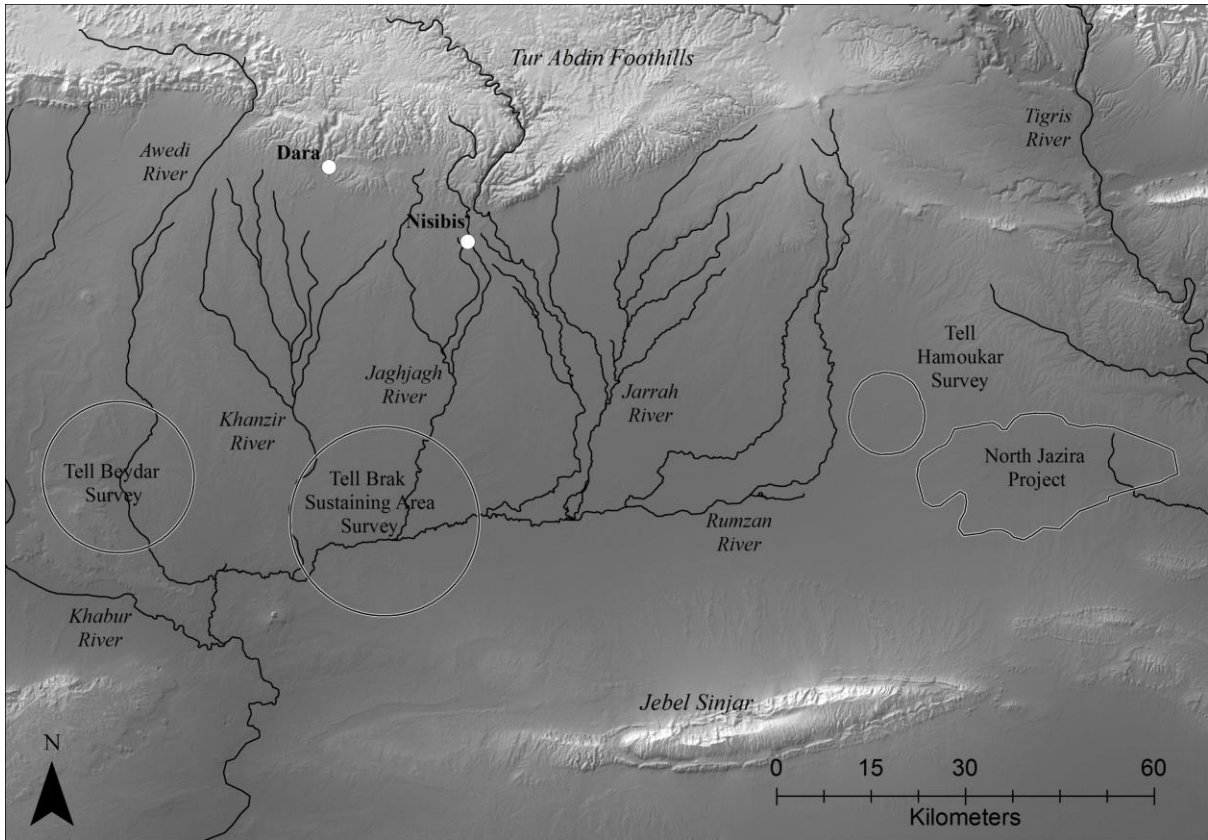 Tur Abdin Foothills
Tigris
River
Awedi
River
Dara
Nisibis
Tell
Hamoukar
Survey
Jaghjagh
River
Jarrah
River
Khanzir
River
Tell Beydar
Survey
Tell Brak
Sustaining Area
Survey
North Jazira
Project
Rumzan
River
Khabur
River
Jebel Sinjar
N
0 15 30 60
Kilometers